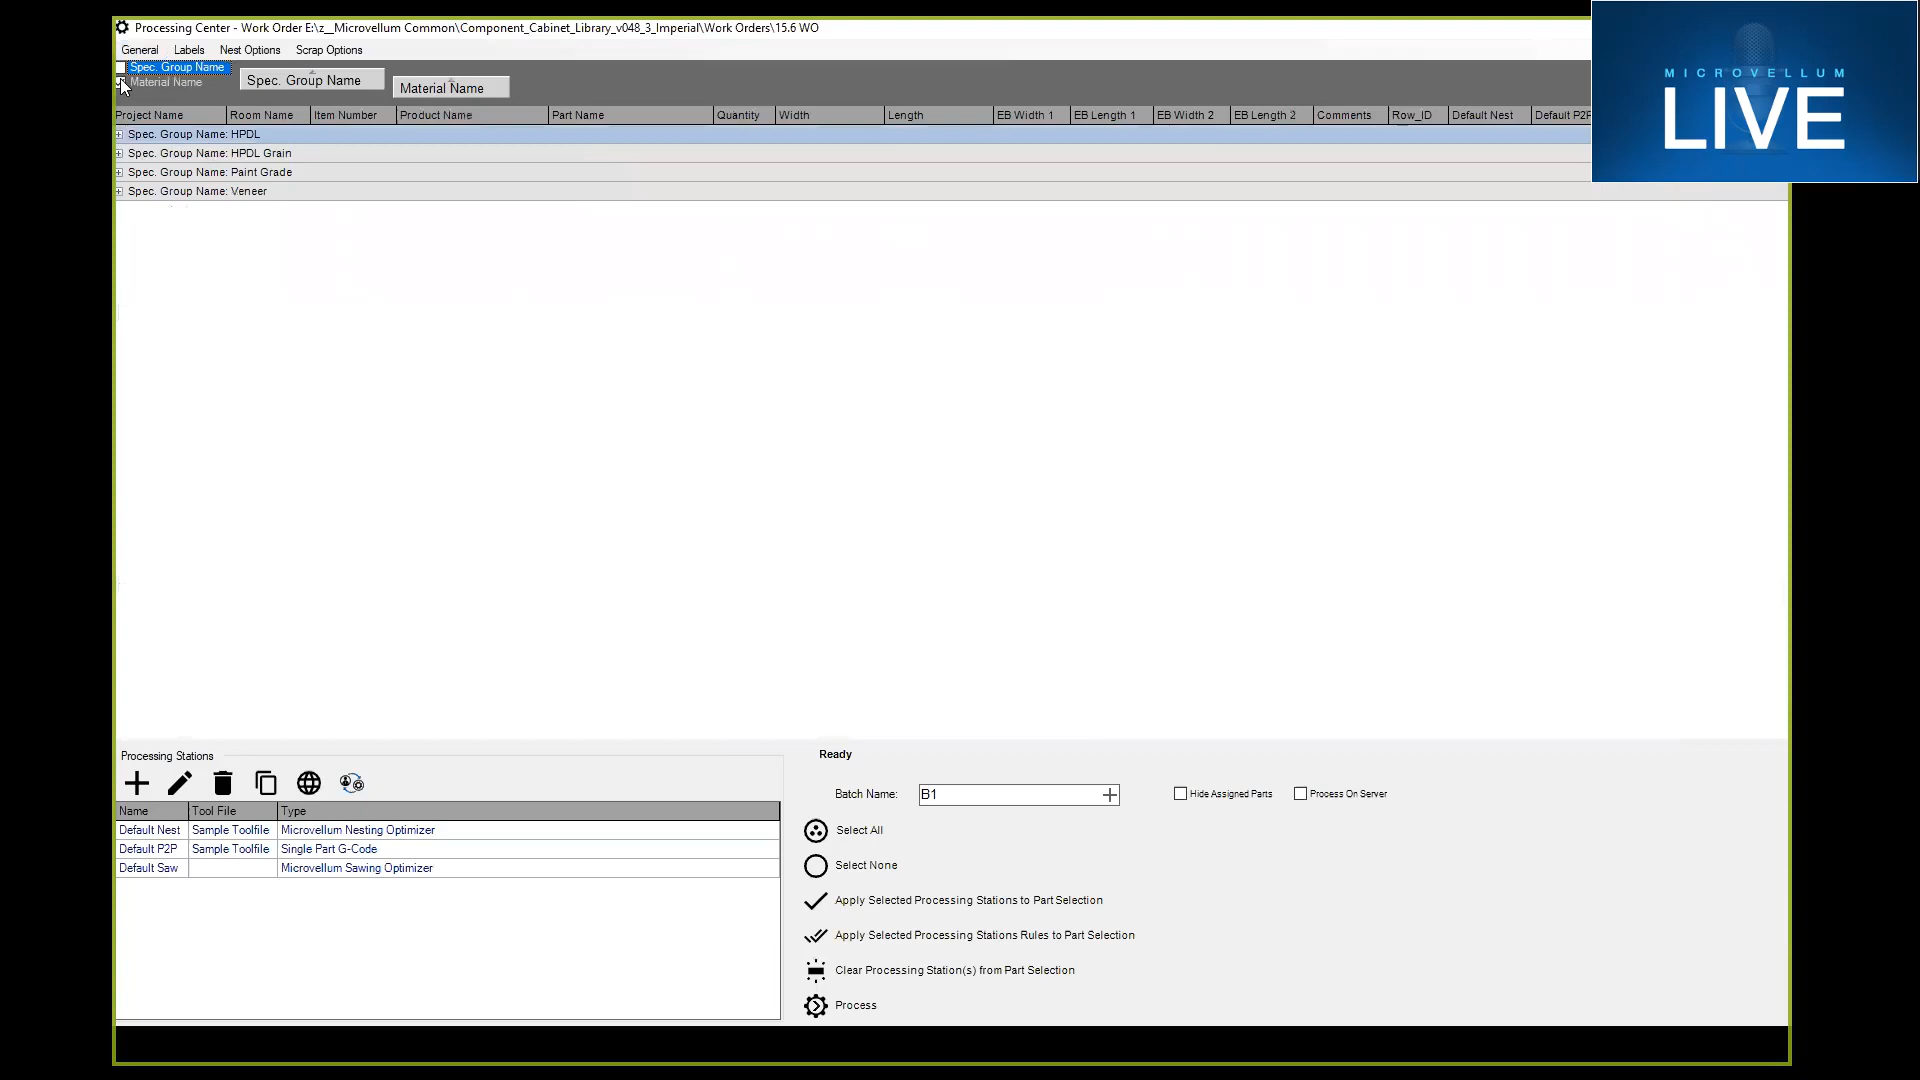 Processing Center - Work Order E:\z__Microvellum Common\Component_Cabinet_Library_v048_3_Imperial\Work Orders\15.6 WO
General Labels Nest Options Scrap Options
Spec. Group Name
Material Name
Spec. Group Name
Material Name
MICROVELLUM
LIVE
Project Name Room Name Item Number Product Name Part Name Quantity Width Length EB Width 1 EB Length 1 EB Width 2 EB Length 2 Comments Row_ID Default Nest Default P2P
Spec. Group Name: HPDL
Spec. Group Name: HPDL Grain
Spec. Group Name: Paint Grade
Spec. Group Name: Veneer
Processing Stations
Name Tool File Type
Default Nest Sample Toolfile Microvellum Nesting Optimizer
Default P2P Sample Toolfile Single Part G-Code
Default Saw Microvellum Sawing Optimizer
Ready
Batch Name: B1 Hide Assigned Parts Process On Server
Select All
Select None
Apply Selected Processing Stations to Part Selection
Apply Selected Processing Stations Rules to Part Selection
Clear Processing Station(s) from Part Selection
Process